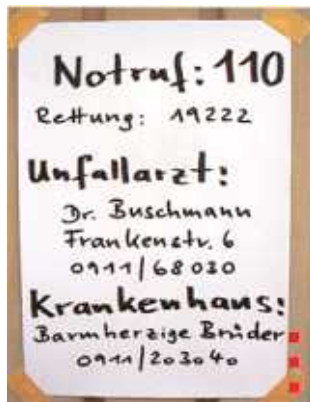 Notruf: 110
Rettung: 19222
Unfallarzt:
Dr. Buschmann
Frankenstr. 6
0911/68030
Krankenhaus:
Barmherzige Brüder
0911/203040